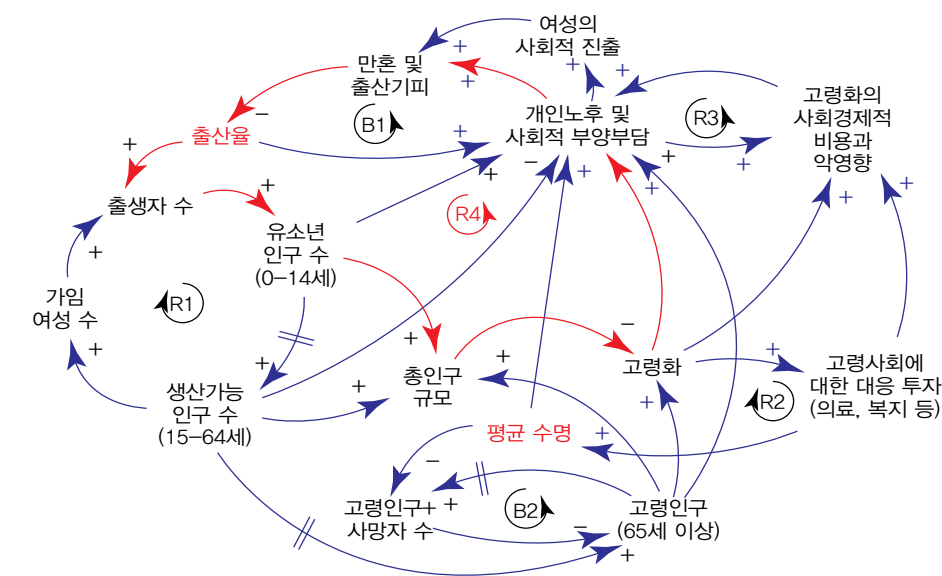 여성의
사회적 진출
+
만혼 및
출산기피
+
+
+
+
개인노후 및
사회적 부양부담
고령화의
사회경제적
비용과
악영향
B1
R3
–
출산율
+
+
–
+
+
+
+
+
출생자 수
+
R4
+
+
+
유소년
인구 수
(0–14세)
+
가임
여성 수
R1
+
–
+
+
+
총인구
규모
고령화
+
고령사회에
대한 대응 투자
(의료, 복지 등)
생산가능
인구 수
(15–64세)
+
+
R2
평균 수명
+
–
고령인구+
사망자 수
+
B2
고령인구
(65세 이상)
–
+